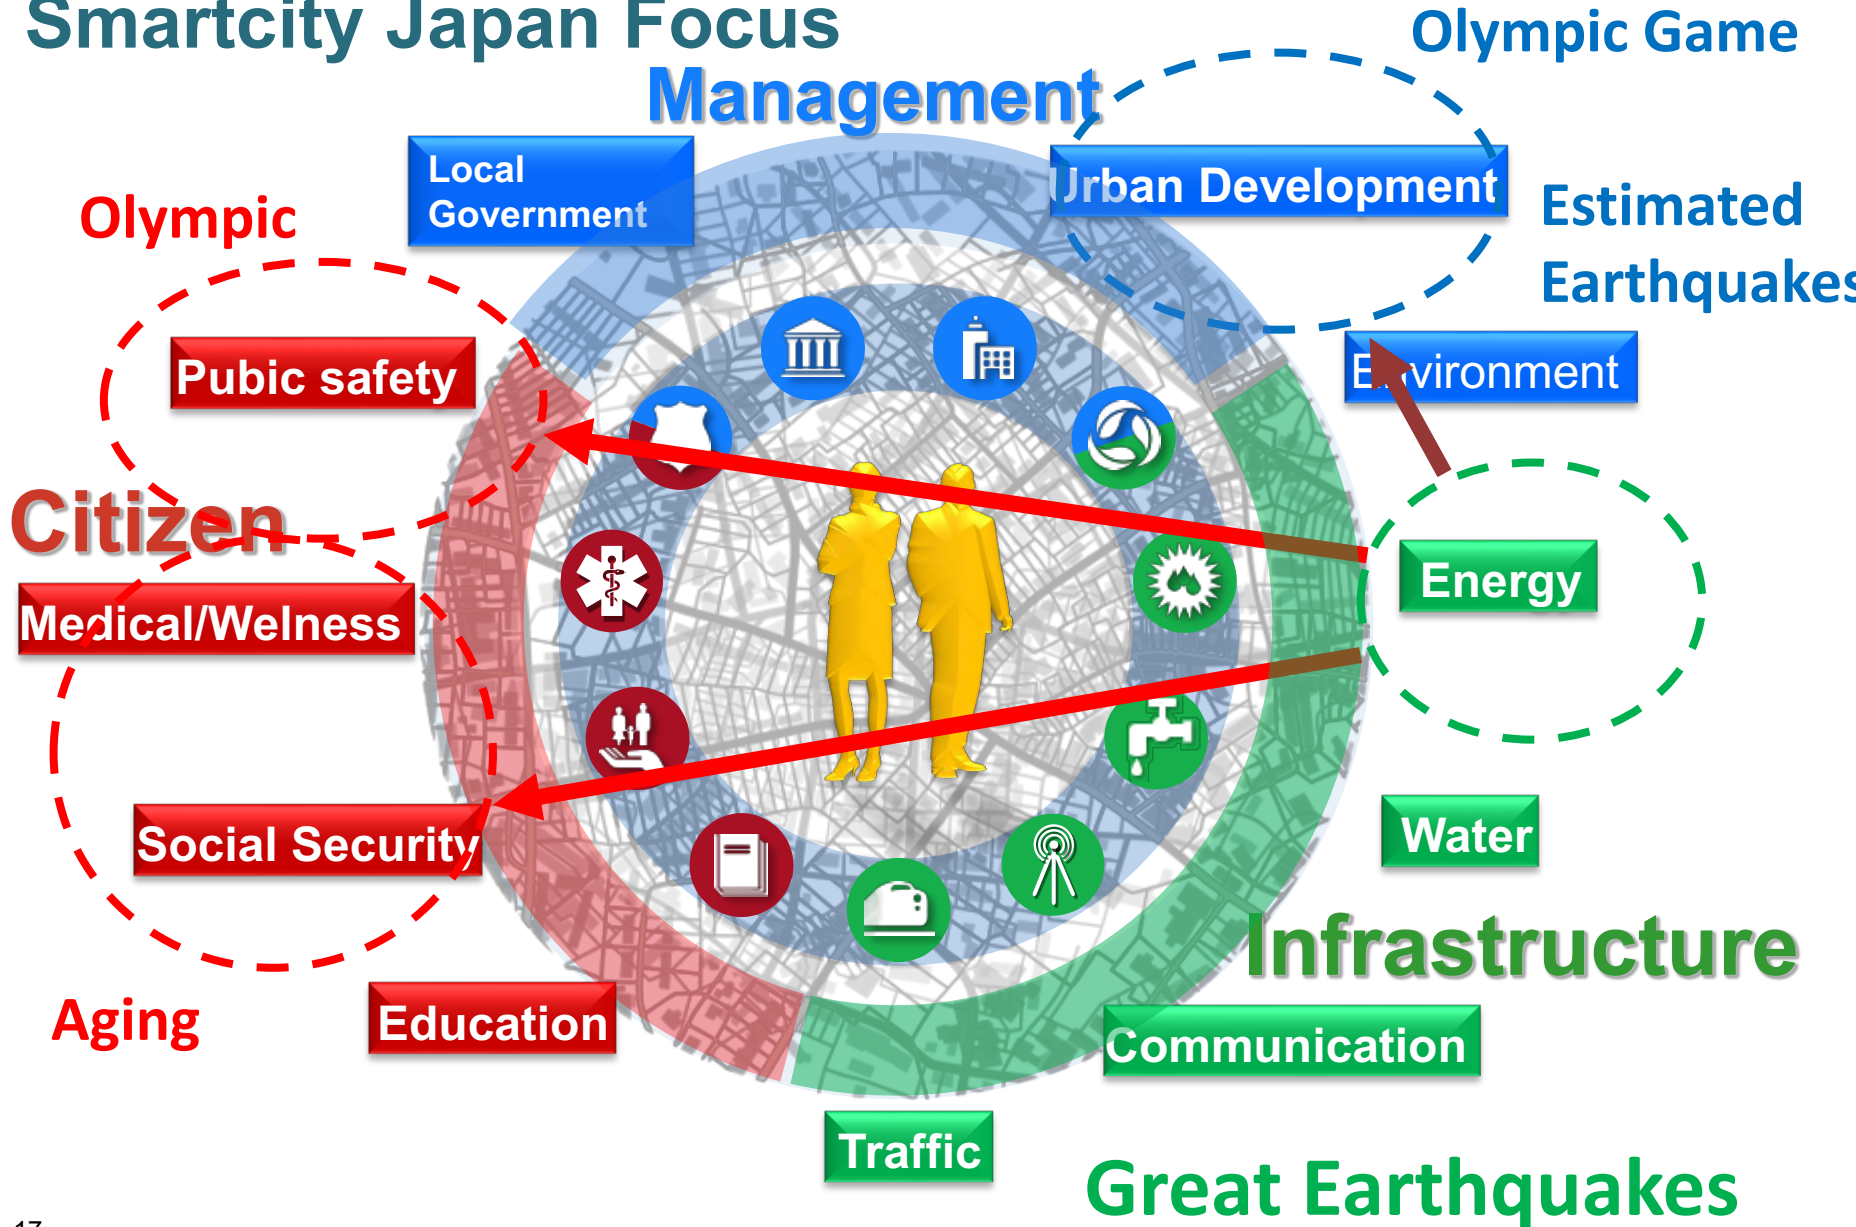 Smartcity Japan Focus
Olympic Game
Management
Local
Government
Urban Development
Olympic
Estimated
Earthquakes
Pubic safety
Environment
Citizen
Energy
Medical/Welness
Social Security
Water
Infrastructure
Aging
Education
Communication
Traffic
Great Earthquakes
17